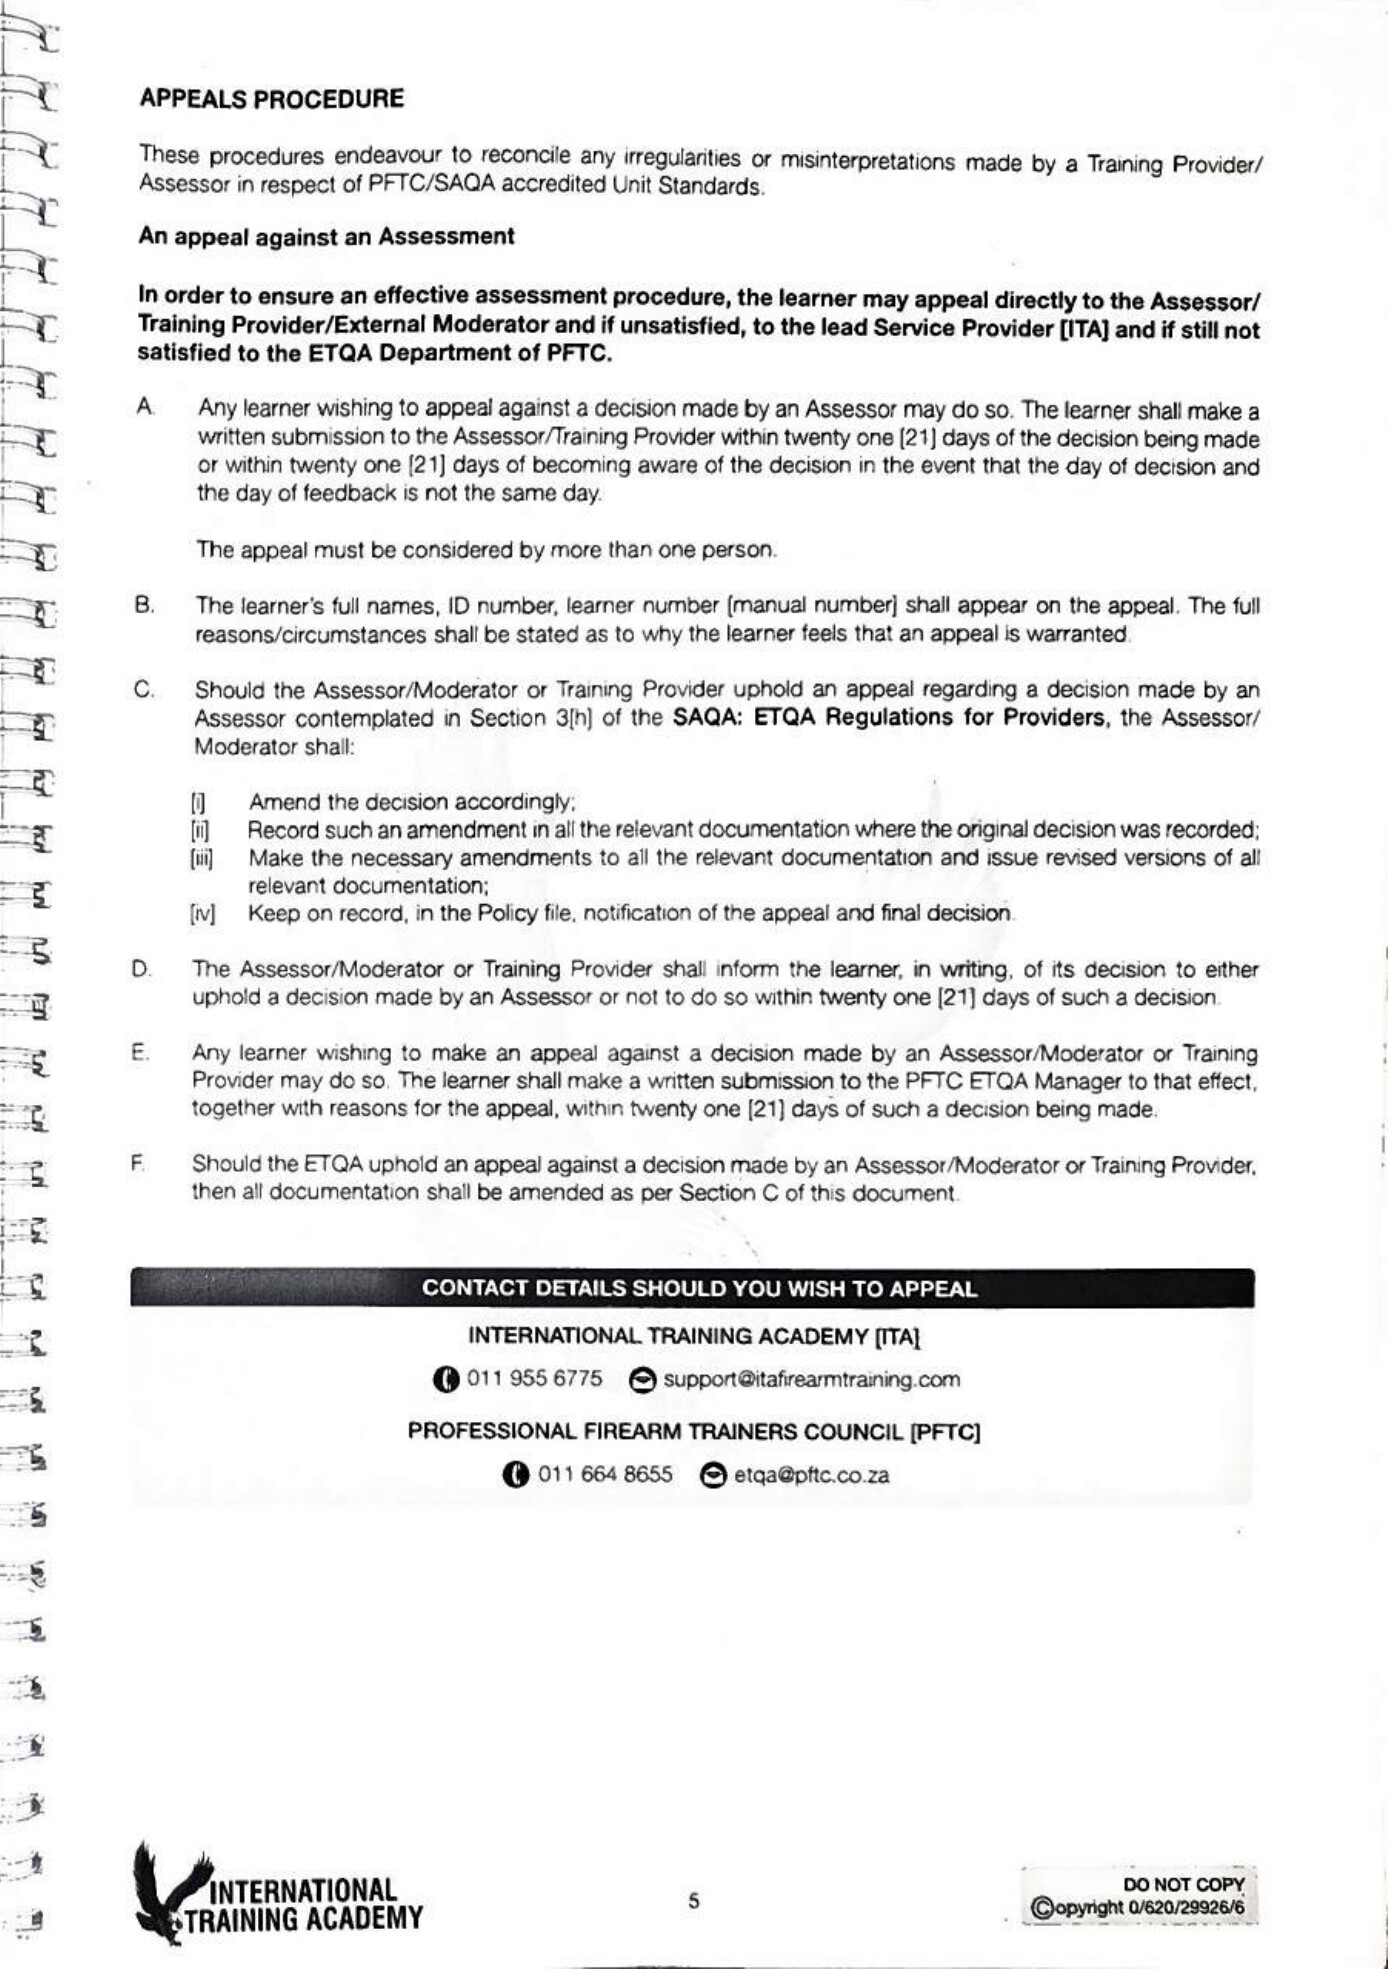 APPEALS PROCEDURE
These procedures endeavour to reconcile any irregularities or misinterpretations made by a Training Provider/
Assessor in respect of PFTC/SAQA accredited Unit Standards.
An appeal against an Assessment
In order to ensure an effective assessment procedure, the learner may appeal directly to the Assessor/
Training Provider/External Moderator and if unsatisfied, to the lead Service Provider [ITA] and if still not
satisfied to the ETQA Department of PFTC.
A. Any learner wishing to appeal against a decision made by an Assessor may do so. The learner shall make a
written submission to the Assessor/Training Provider within twenty one [21] days of the decision being made
or within twenty one [21] days of becoming aware of the decision in the event that the day of decision and
the day of feedback is not the same day.
The appeal must be considered by more than one person.
B. The learner's full names, ID number, learner number [manual number] shall appear on the appeal. The full
reasons/circumstances shall be stated as to why the learner feels that an appeal is warranted.
C. Should the Assessor/Moderator or Training Provider uphold an appeal regarding a decision made by an
Assessor contemplated in Section 3[h] of the SAQA: ETQA Regulations for Providers, the Assessor/
Moderator shall:
[i] Amend the decision accordingly;
[ii] Record such an amendment in all the relevant documentation where the original decision was recorded;
[iii] Make the necessary amendments to all the relevant documentation and issue revised versions of all
relevant documentation;
[iv] Keep on record, in the Policy file, notification of the appeal and final decision.
D. The Assessor/Moderator or Training Provider shall inform the learner, in writing, of its decision to either
uphold a decision made by an Assessor or not to do so within twenty one [21] days of such a decision.
E. Any learner wishing to make an appeal against a decision made by an Assessor/Moderator or Training
Provider may do so. The learner shall make a written submission to the PFTC ETQA Manager to that effect,
together with reasons for the appeal, within twenty one [21] days of such a decision being made.
F. Should the ETQA uphold an appeal against a decision made by an Assessor/Moderator or Training Provider,
then all documentation shall be amended as per Section C of this document.
CONTACT DETAILS SHOULD YOU WISH TO APPEAL
INTERNATIONAL TRAINING ACADEMY [ITA]
011 955 6775 support@itafirearmtraining.com
PROFESSIONAL FIREARM TRAINERS COUNCIL [PFTC]
011 664 8655 etqa@pftc.co.za
INTERNATIONAL
TRAINING ACADEMY
5
DO NOT COPY
©opyright 0/620/29926/6